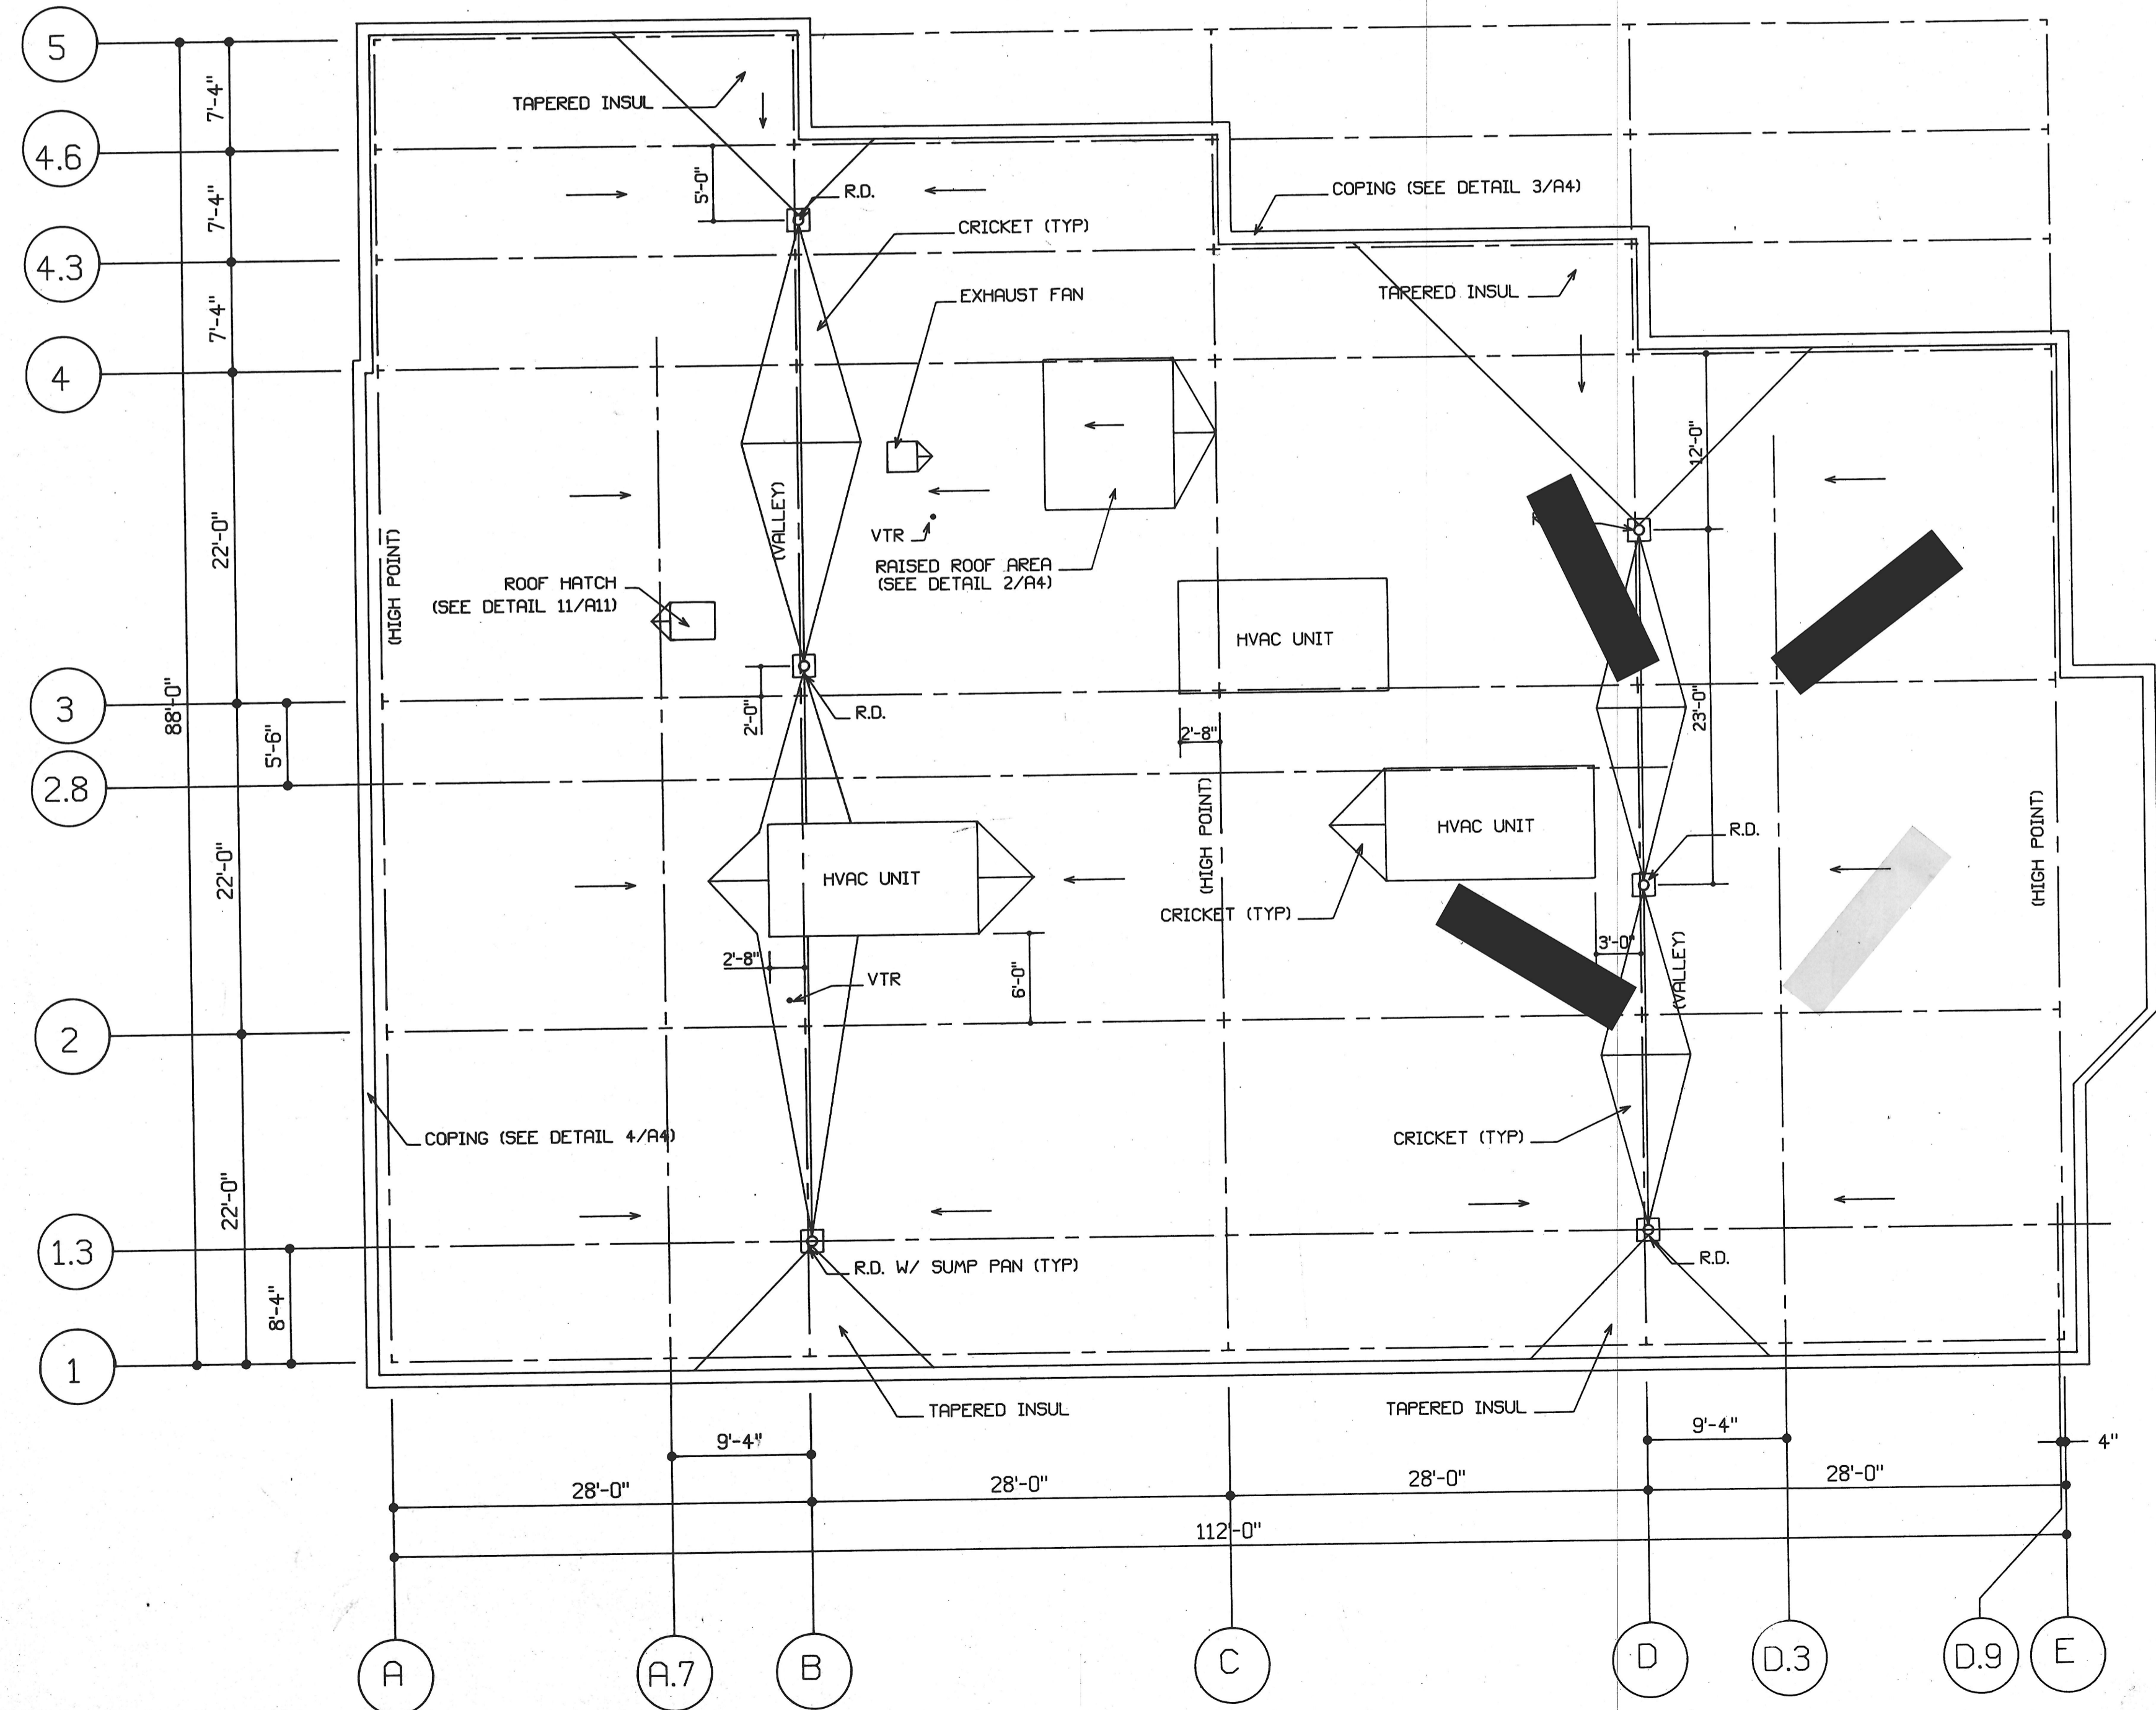 5
4.6
4.3
4
3
2.8
2
1.3
1
7'-4"
7'-4"
7'-4"
22'-0"
88'-0"
5'-6"
22'-0"
22'-0"
8'-4"
TAPERED INSUL
5'-0"
R.D.
COPING (SEE DETAIL 3/A4)
CRICKET (TYP)
EXHAUST FAN
TAPERED INSUL
12'-0"
(VALLEY)
(HIGH POINT)
VTR
RAISED ROOF AREA
(SEE DETAIL 2/A4)
ROOF HATCH
(SEE DETAIL 11/A11)
HVAC UNIT
2'-0"
R.D.
2'-8"
23'-0"
(HIGH POINT)
HVAC UNIT
R.D.
(HIGH POINT)
HVAC UNIT
CRICKET (TYP)
3'-0"
(VALLEY)
2'-8"
VTR
6'-0"
COPING (SEE DETAIL 4/A4)
CRICKET (TYP)
R.D. W/ SUMP PAN (TYP)
R.D.
TAPERED INSUL
TAPERED INSUL
9'-4"
9'-4"
4"
28'-0"
28'-0"
28'-0"
28'-0"
112'-0"
A
A.7
B
C
D
D.3
D.9
E